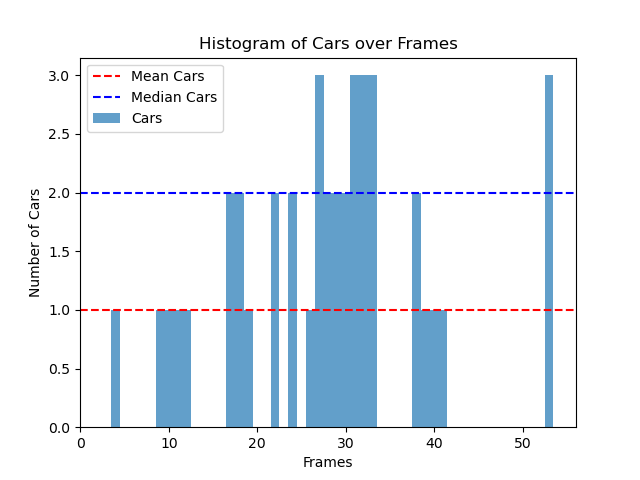 Histogram of Cars over Frames
Mean Cars
Median Cars
Cars
Number of Cars
3.0
2.5
2.0
1.5
1.0
0.5
0.0
0 10 20 30 40 50
Frames